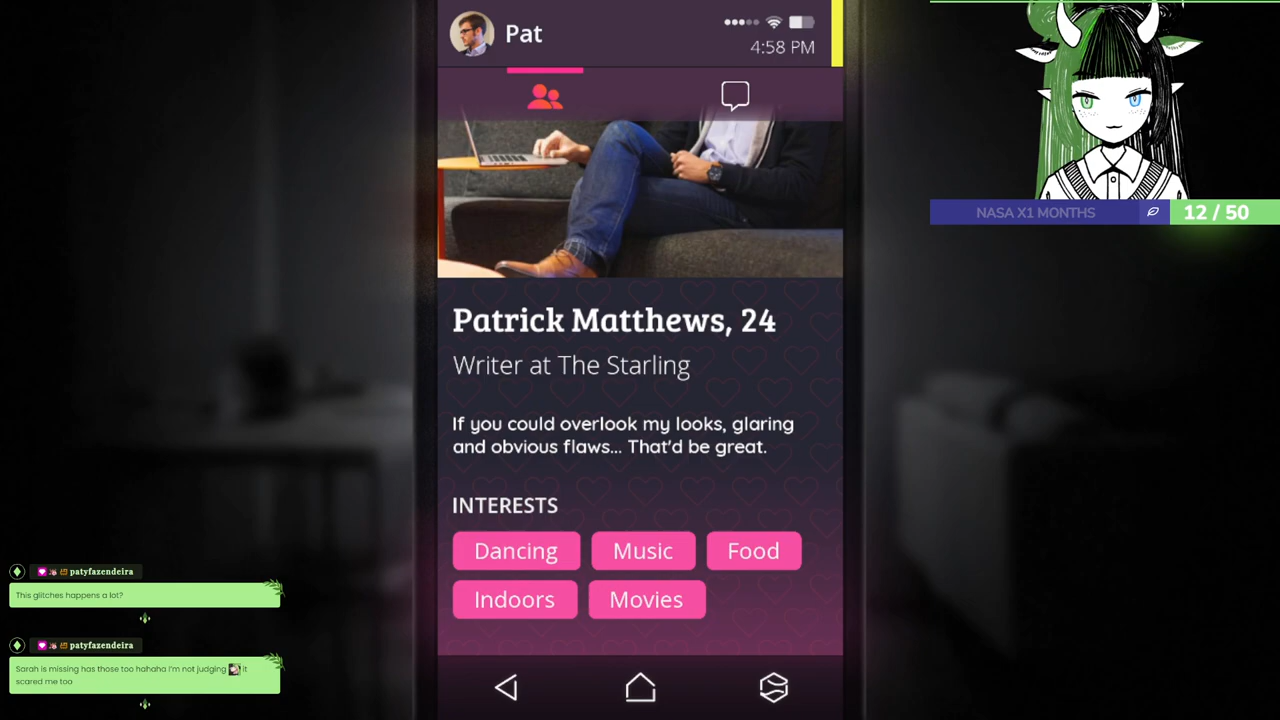 Pat
4:58 PM
NASA X1 MONTHS
12 / 50
Patrick Matthews, 24
Writer at The Starling
If you could overlook my looks, glaring
and obvious flaws... That'd be great.
INTERESTS
Dancing
Music
Food
Indoors
Movies
patyfazendeira
This glitches happens a lot?
patyfazendeira
Sarah is missing has those too hahaha I'm not judging it
scared me too